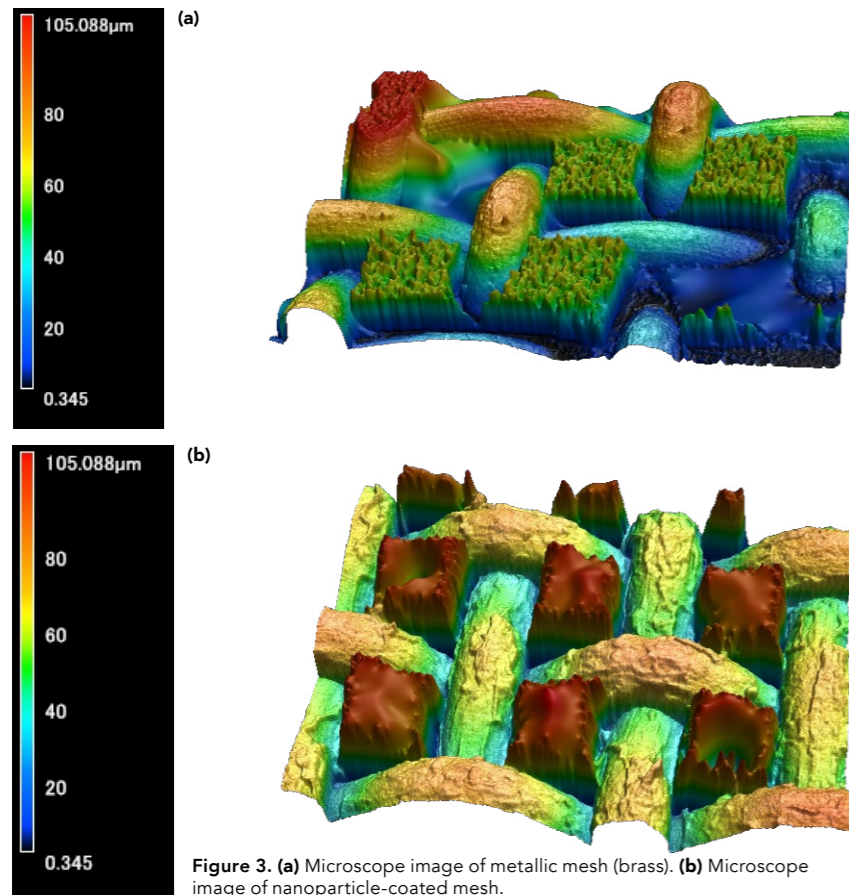 105.088µm
(a)
80
60
40
20
0.345
105.088µm
(b)
80
60
40
20
0.345
Figure 3. (a) Microscope image of metallic mesh (brass). (b) Microscope
image of nanoparticle-coated mesh.